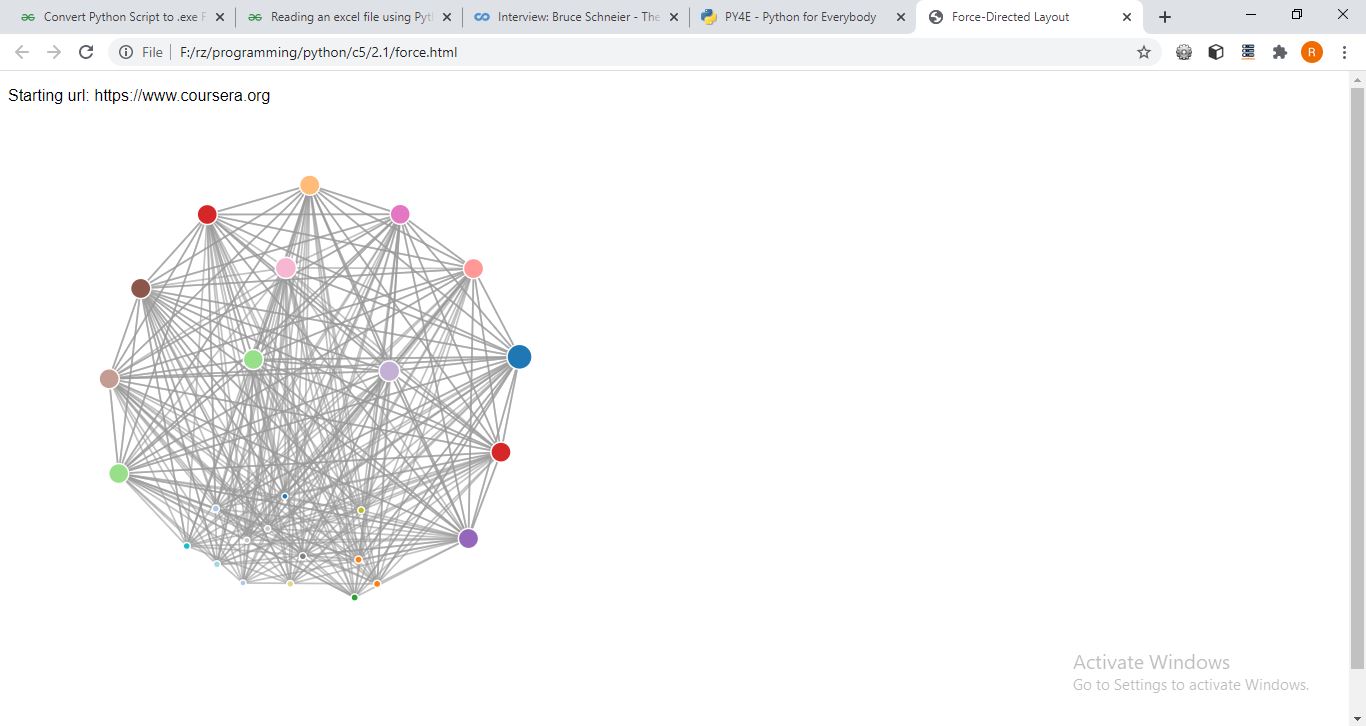 Convert Python Script to .exe F
Reading an excel file using Pyt
Interview: Bruce Schneier - The
PY4E - Python for Everybody
Force-Directed Layout
File
F:/rz/programming/python/c5/2.1/force.html
R
Starting url: https://www.coursera.org
Activate Windows
Go to Settings to activate Windows.